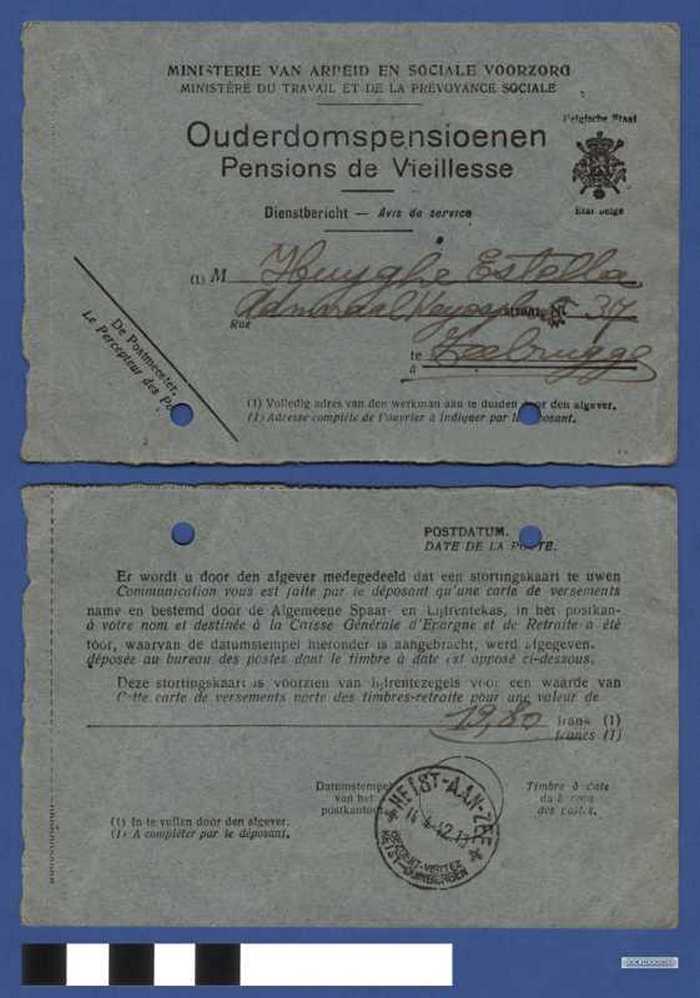 MINISTERIE VAN ARBEID EN SOCIALE VOORZORG
MINISTÈRE DU TRAVAIL ET DE LA PRÉVOYANCE SOCIALE
Belgische Staat
Ouderdomspensioenen
Pensions de Vieillesse
Etat belge
Dienstbericht — Avis de service
(1) M Huyghe Estella
Admiraal straat Nr 37
Rue
te Zeebrugge
à
De Postmeester,
Le Percepteur des
(1) Volledig adres van den werkman aan te duiden door den afgever.
(1) Adresse complète de l'ouvrier à indiquer par le déposant.
POSTDATUM.
DATE DE LA POSTE.
Er wordt u door den afgever medegedeeld dat een stortingskaart te uwen
Communication vous est faite par le déposant qu'une carte de versements
name en bestemd door de Algemeene Spaar- en Lijfrentekas, in het postkan-
à votre nom et destinée à la Caisse Générale d'Epargne et de Retraite a été
toor, waarvan de datumstempel hieronder is aangebracht, werd afgegeven.
déposée au bureau des postes dont le timbre à date est apposé ci-dessous.
Deze stortingskaart is voorzien van lijfrentezegels voor een waarde van
Cette carte de versements porte des timbres-retraite pour une valeur de
19,80 frank (1)
francs (1)
Datumstempel
van het
postkantoor.
Timbre à date
du bureau
des postes.
HEIST-AAN-ZEE
14 4 42 13
HEIST-DUINBERGEN
(1) In te vullen door den afgever.
(1) A compléter par le déposant.